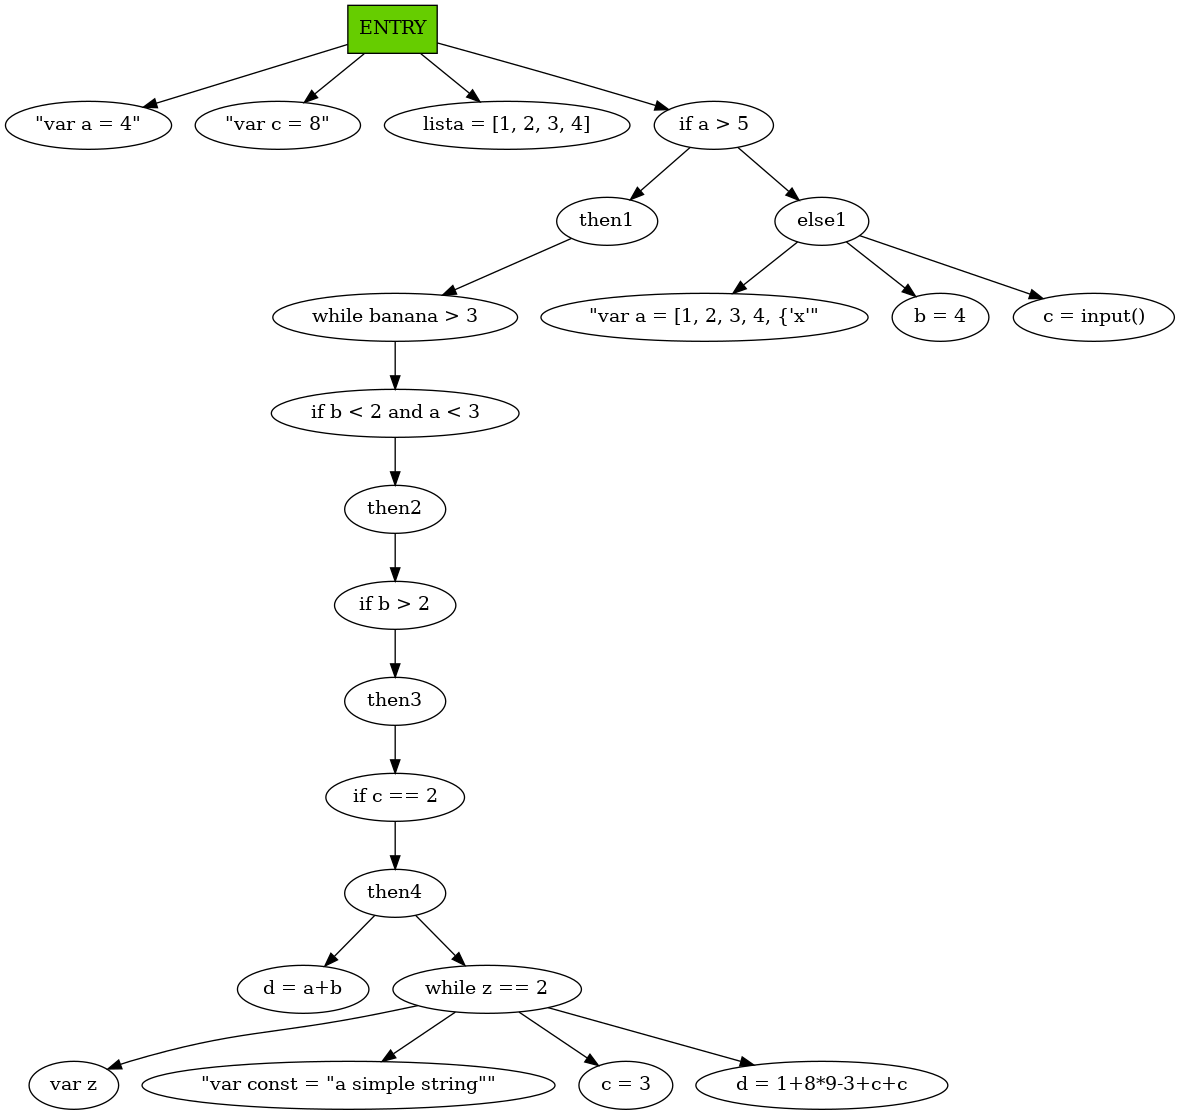 ENTRY
"var a = 4"
"var c = 8"
lista = [1, 2, 3, 4]
if a > 5
then1
else1
while banana > 3
"var a = [1, 2, 3, 4, {'x'"
b = 4
c = input()
if b < 2 and a < 3
then2
if b > 2
then3
if c == 2
then4
d = a+b
while z == 2
var z
"var const = "a simple string""
c = 3
d = 1+8*9-3+c+c